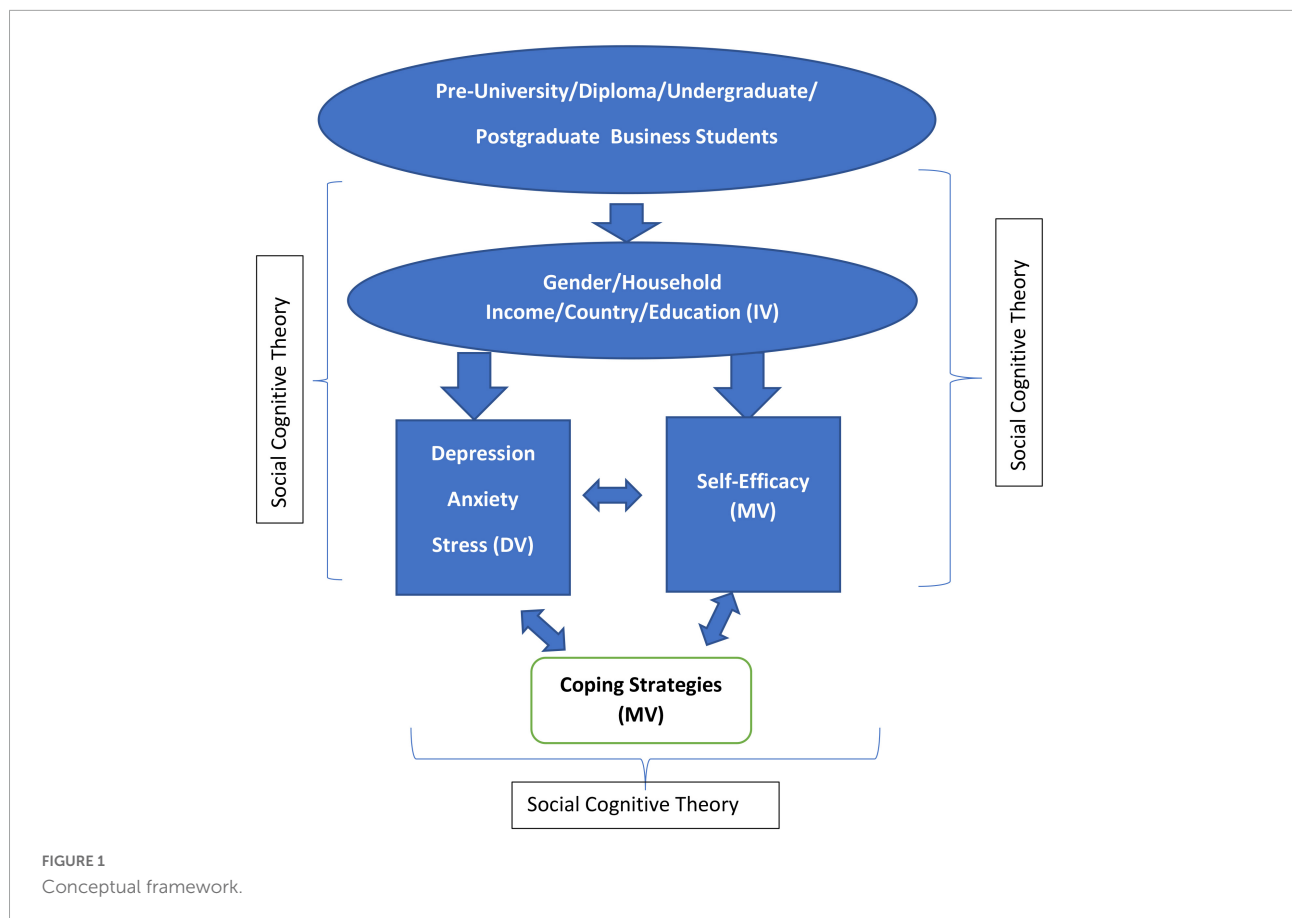 Pre-University/Diploma/Undergraduate/
Postgraduate Business Students
Social Cognitive Theory
Social Cognitive Theory
Gender/Household
Income/Country/Education (IV)
Depression
Anxiety
Stress (DV)
Self-Efficacy
(MV)
Coping Strategies
(MV)
Social Cognitive Theory
FIGURE 1
Conceptual framework.